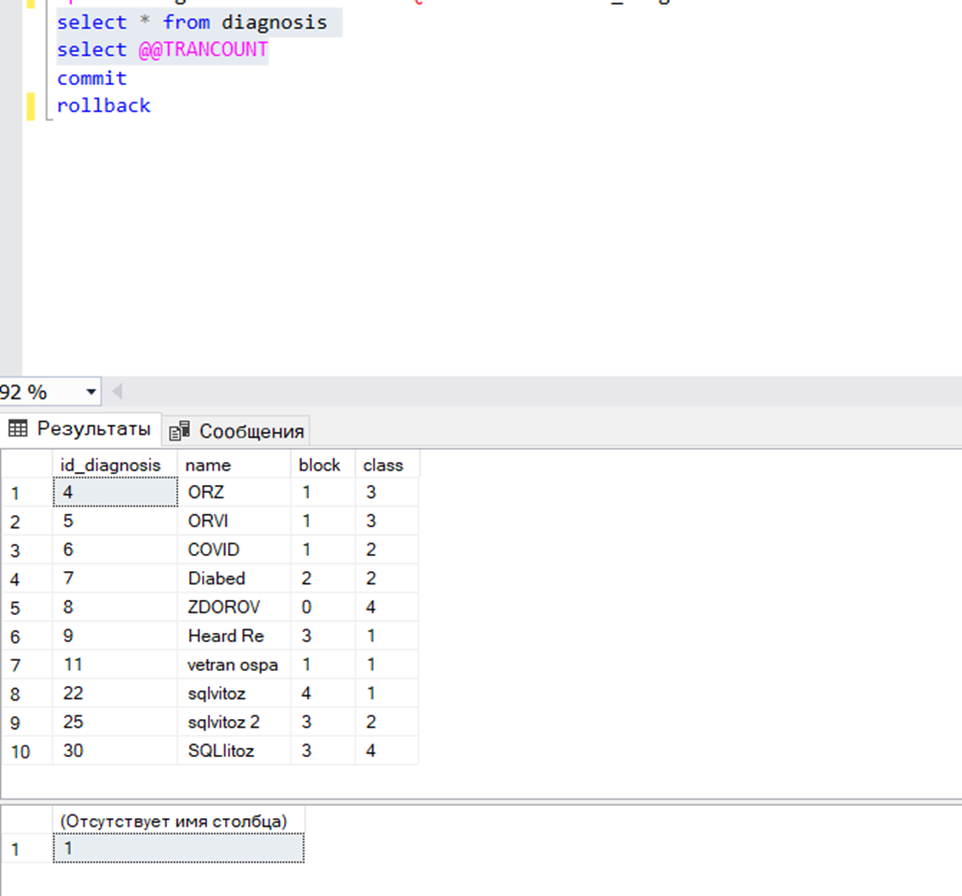 select * from diagnosis
select @@TRANCOUNT
commit
rollback
92 %
Результаты Сообщения
id_diagnosis name block class
1 4 ORZ 1 3
2 5 ORVI 1 3
3 6 COVID 1 2
4 7 Diabed 2 2
5 8 ZDOROV 0 4
6 9 Heard Re 3 1
7 11 vetran ospa 1 1
8 22 sqlvitoz 4 1
9 25 sqlvitoz 2 3 2
10 30 SQLlitoz 3 4
(Отсутствует имя столбца)
1 1